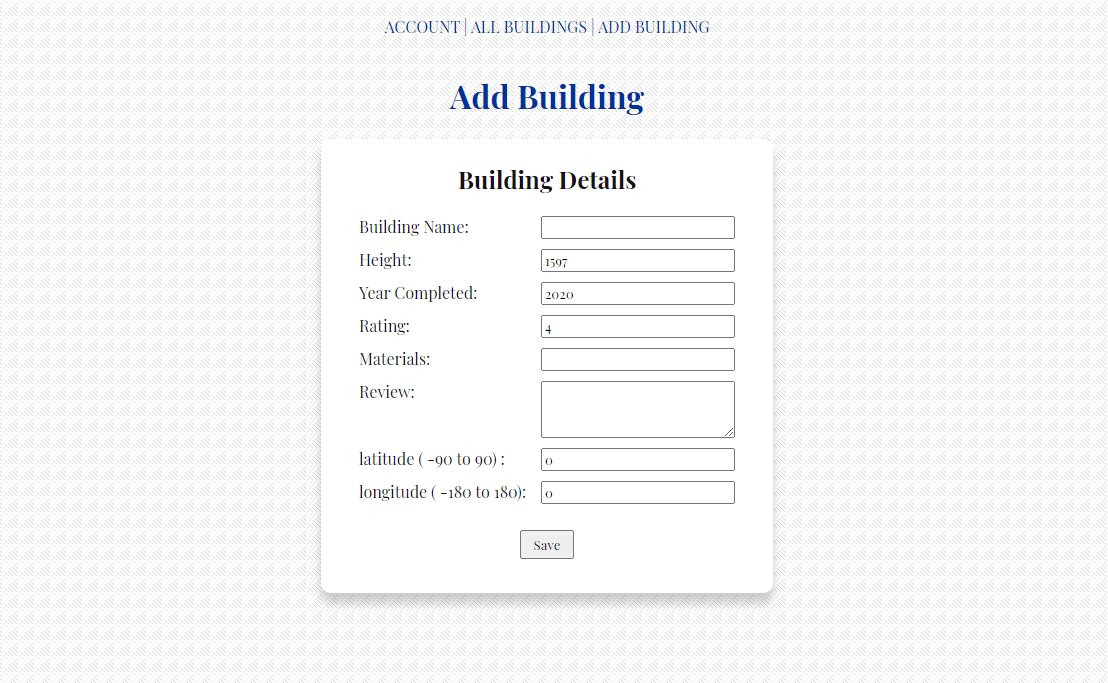 ACCOUNT | ALL BUILDINGS | ADD BUILDING
Add Building
Building Details
Building Name:
Height: 1597
Year Completed: 2020
Rating: 4
Materials:
Review:
latitude ( -90 to 90) : 0
longitude ( -180 to 180): 0
Save